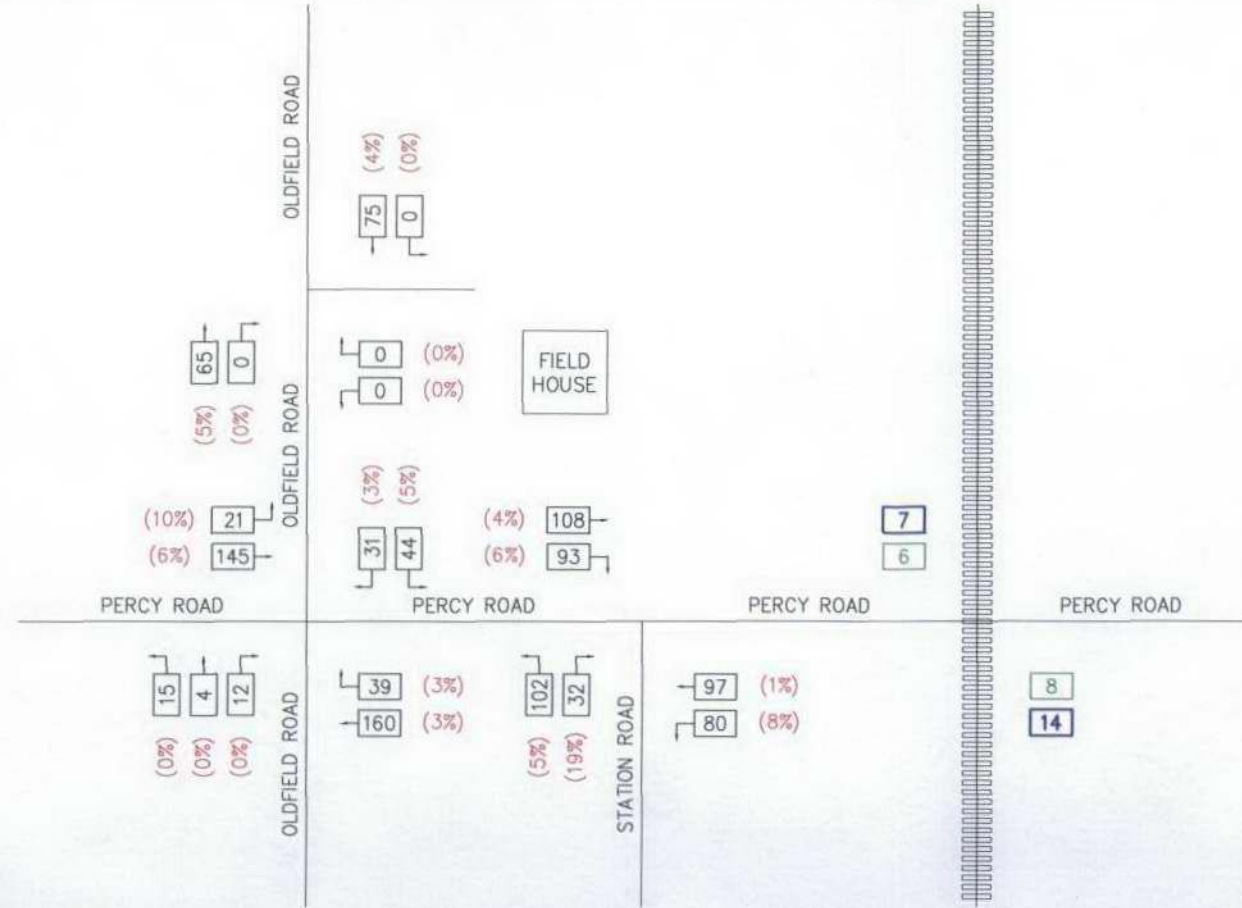 OLDFIELD ROAD
(4%) (0%)
75 0
65 0
(5%) (0%)
OLDFIELD ROAD
0 (0%)
0 (0%)
FIELD
HOUSE
(10%) 21
(6%) 145
(3%) (5%)
31 44
(4%) 108
(6%) 93
7
6
PERCY ROAD PERCY ROAD PERCY ROAD PERCY ROAD
15 4 12
(0%) (0%) (0%)
OLDFIELD ROAD
39 (3%)
160 (3%)
102 32
(5%) (19%)
STATION ROAD
97 (1%)
80 (8%)
8
14